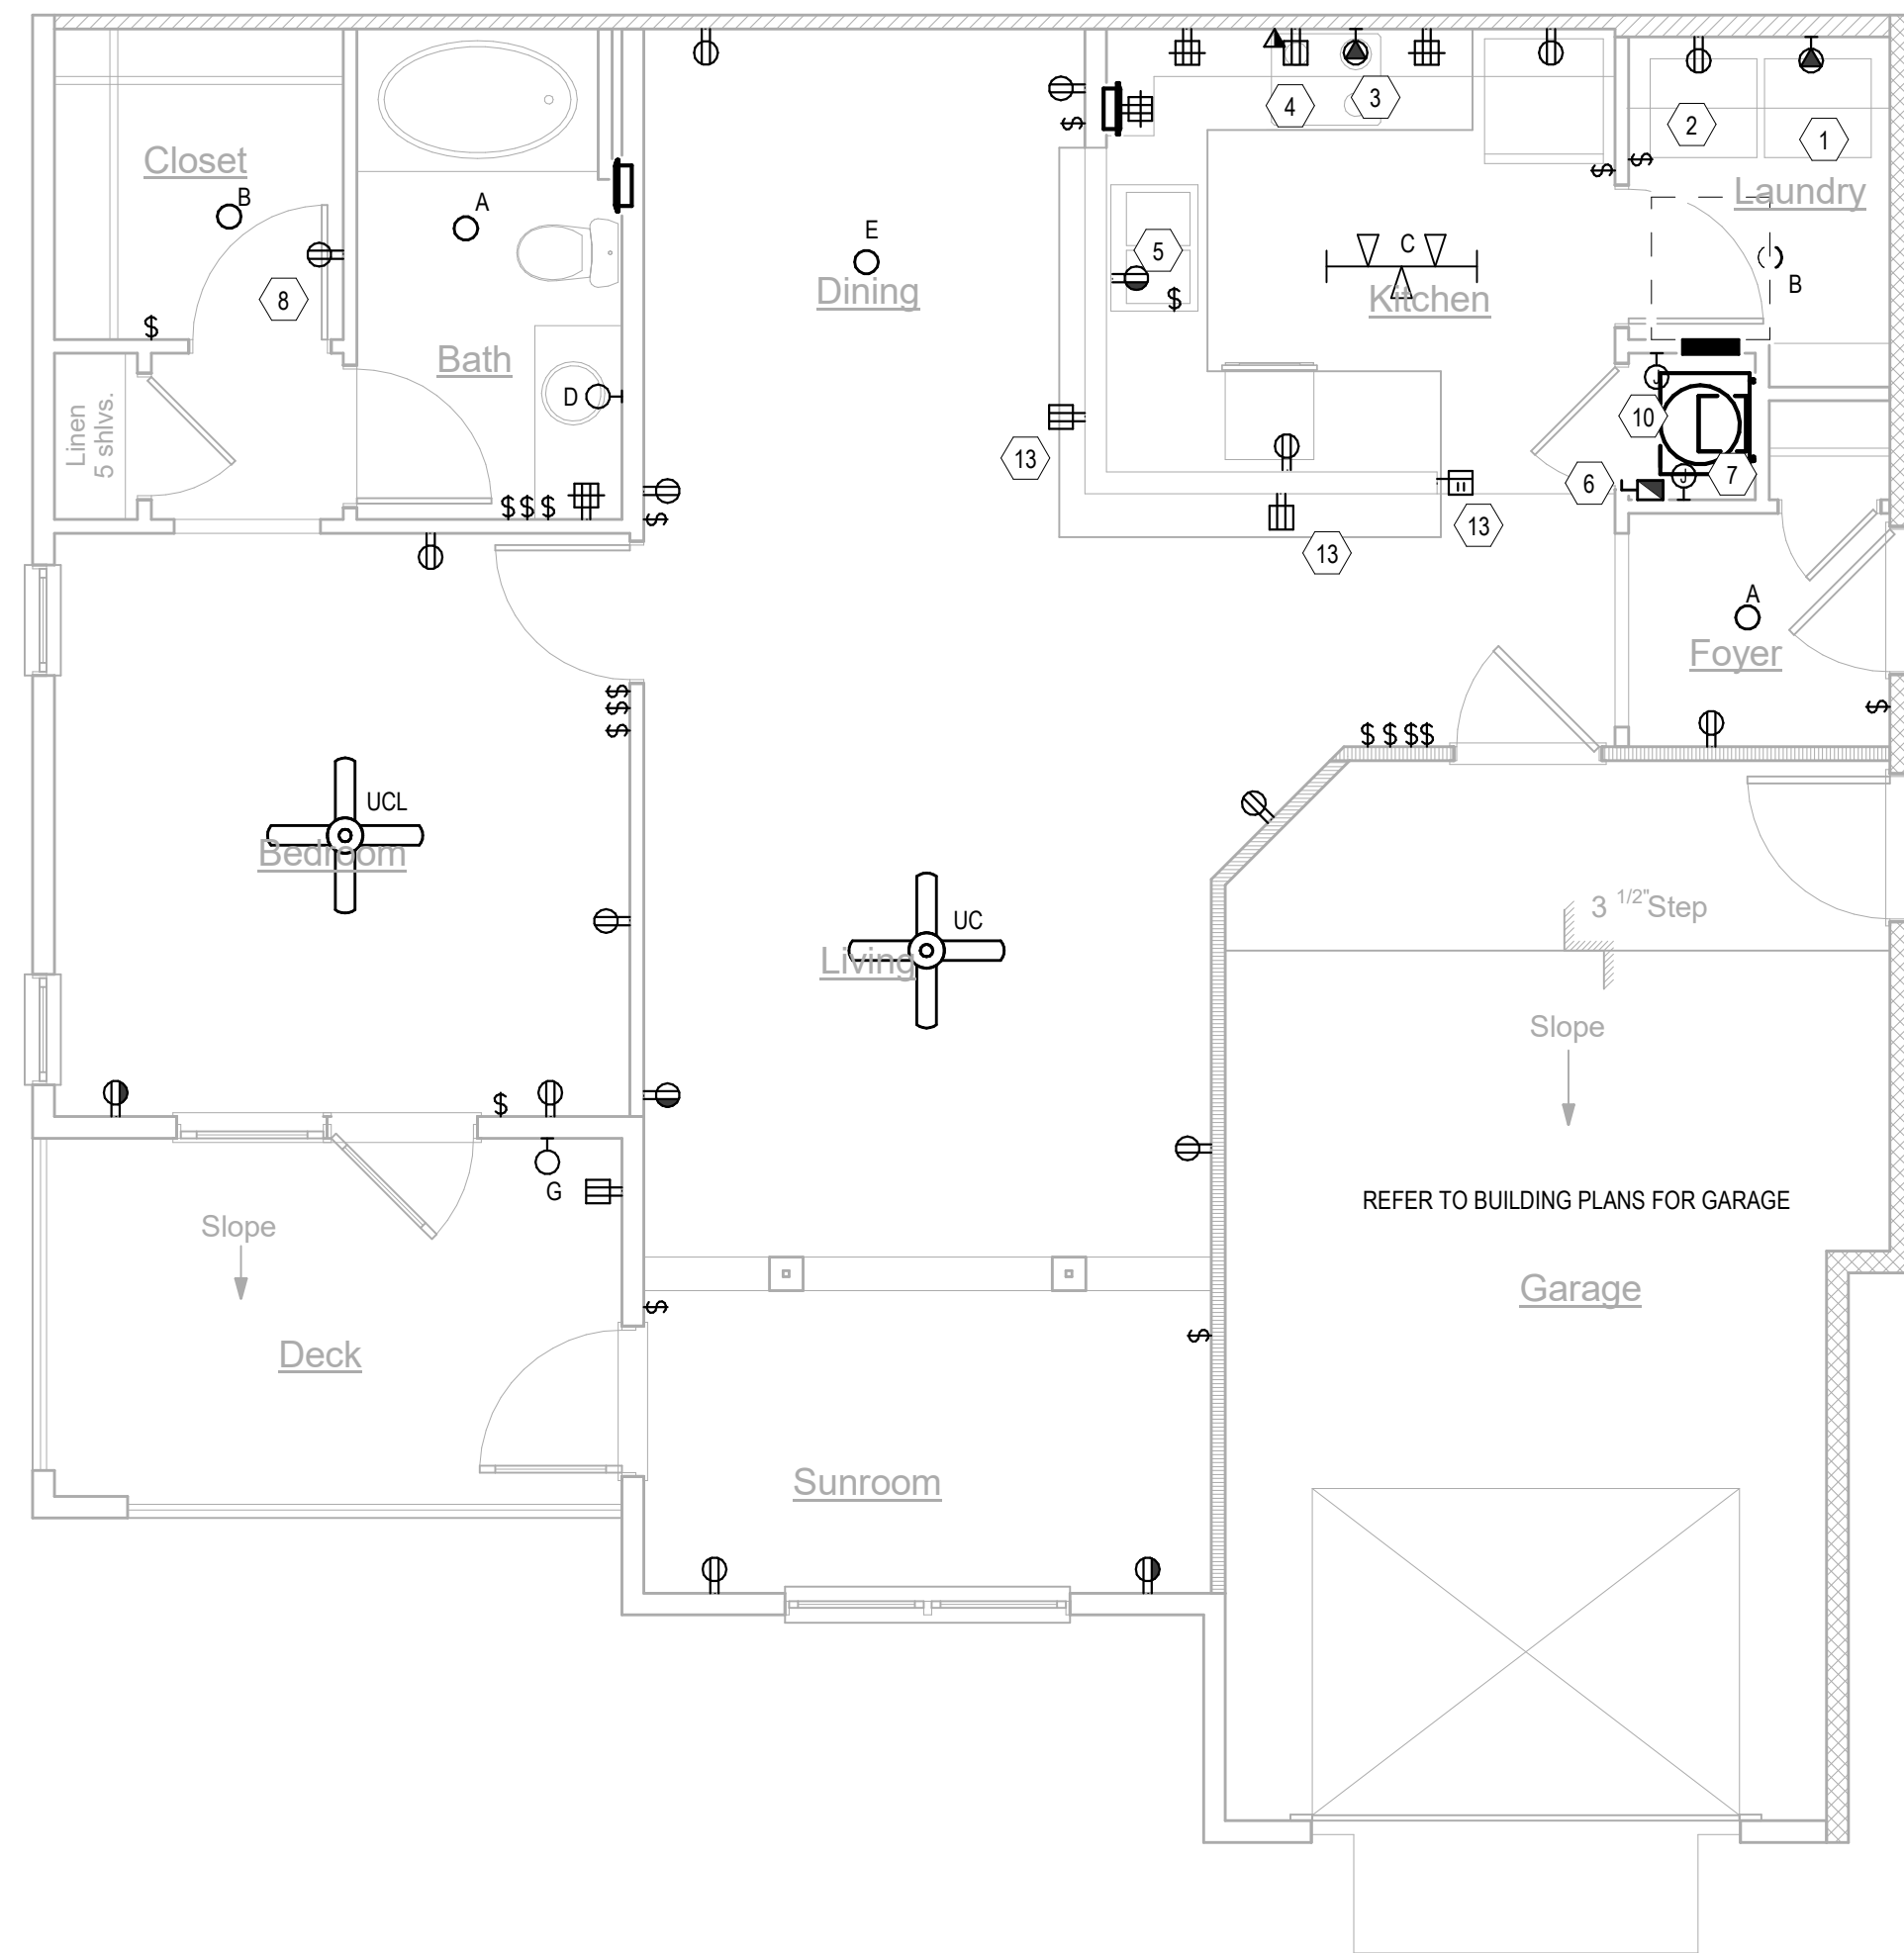 Closet
B
A
E
Dining
4
3
2
1
Laundry
8
5
C
Kitchen
B
$
$
$
$
$
$
Bath
D
Linen
5 shlvs.
J
10
13
6
J
7
$ $ $
$
13
13
A
Foyer
$
$
$
$
$ $ $ $
UCL
Bedroom
UC
Living
3 1/2" Step
Slope
$
G
REFER TO BUILDING PLANS FOR GARAGE
Slope
Garage
$
$
Deck
Sunroom